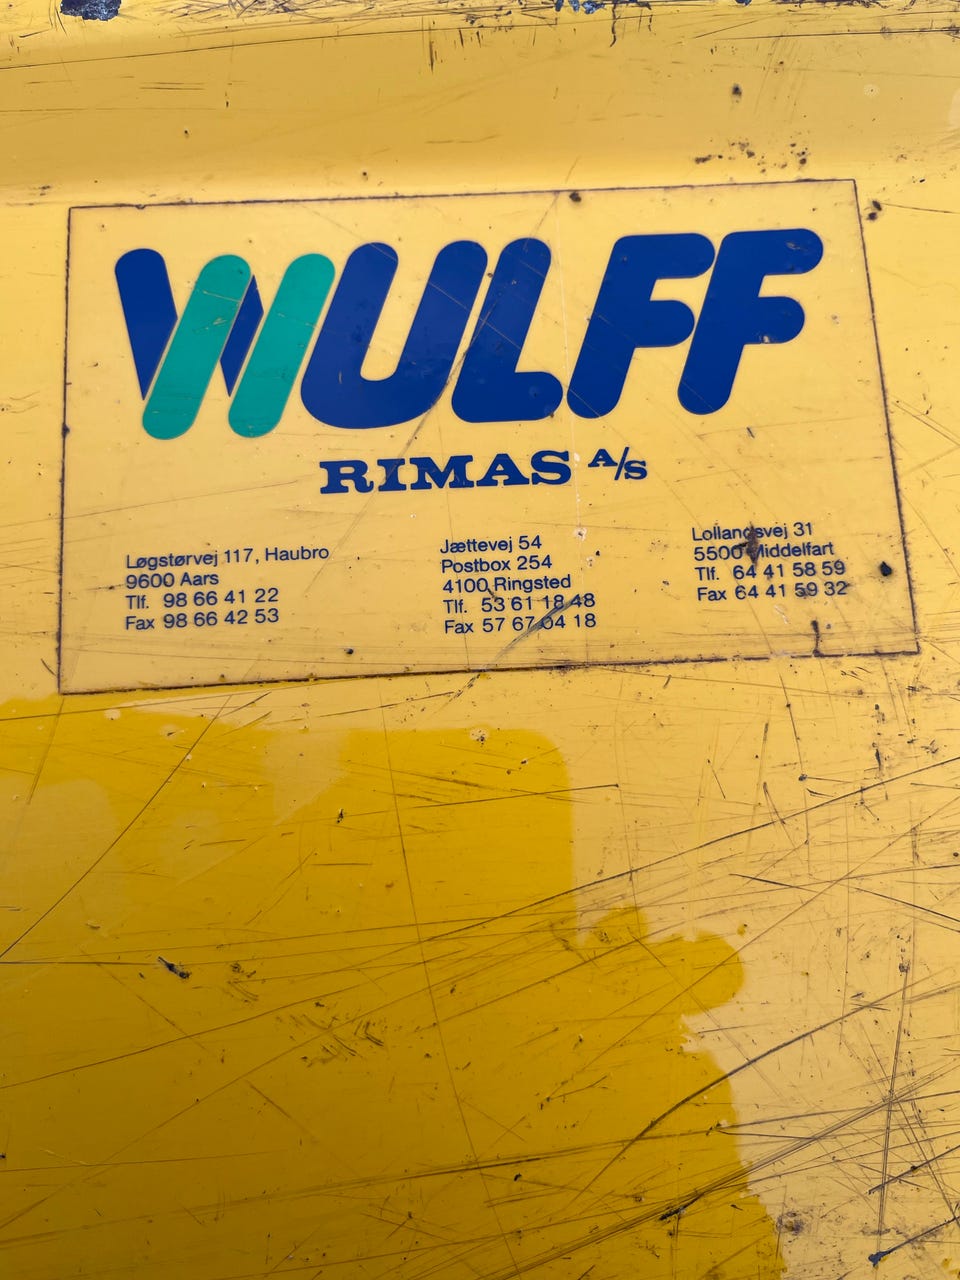 WULFF
RIMAS A/S
Løgstørvej 117, Haubro
9600 Aars
Tlf. 98 66 41 22
Fax 98 66 42 53
Jættevej 54
Postbox 254
4100 Ringsted
Tlf. 53 61 18 48
Fax 57 67 04 18
Lollandsvej 31
5500 Middelfart
Tlf. 64 41 58 59
Fax 64 41 59 32